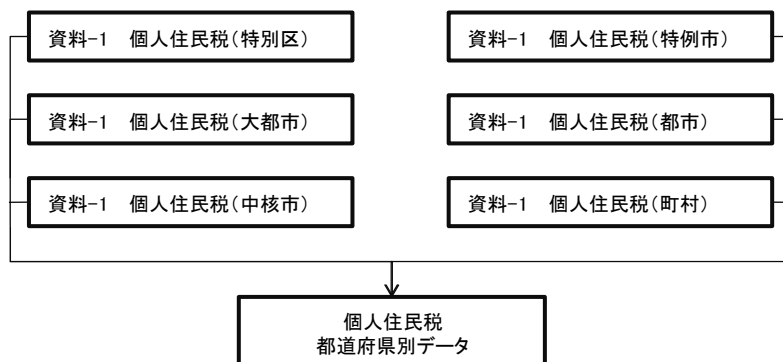 資料-1　個人住民税（特別区）
資料-1　個人住民税（特例市）
資料-1　個人住民税（大都市）
資料-1　個人住民税（都市）
資料-1　個人住民税（中核市）
資料-1　個人住民税（町村）
個人住民税
都道府県別データ